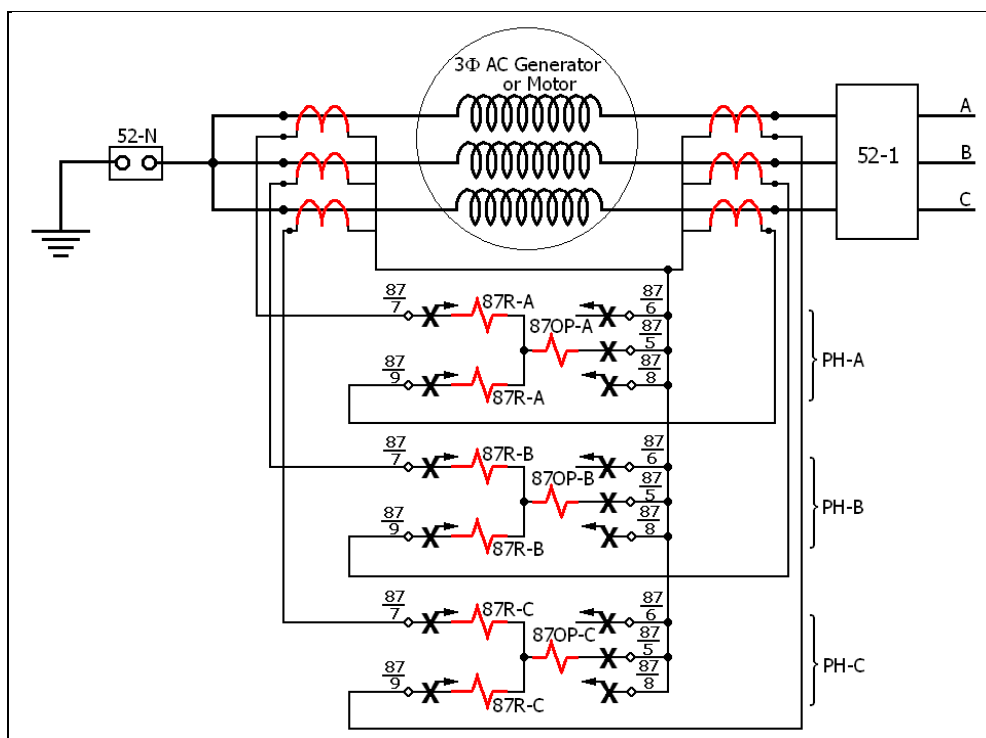 3Φ AC Generator
or Motor
52-N
52-1
A
B
C
87
7
87R-A
87OP-A
87
6
87
5
87
8
87
9
87R-A
PH-A
87
7
87R-B
87OP-B
87
6
87
5
87
8
87
9
87R-B
PH-B
87
7
87R-C
87OP-C
87
6
87
5
87
8
87
9
87R-C
PH-C